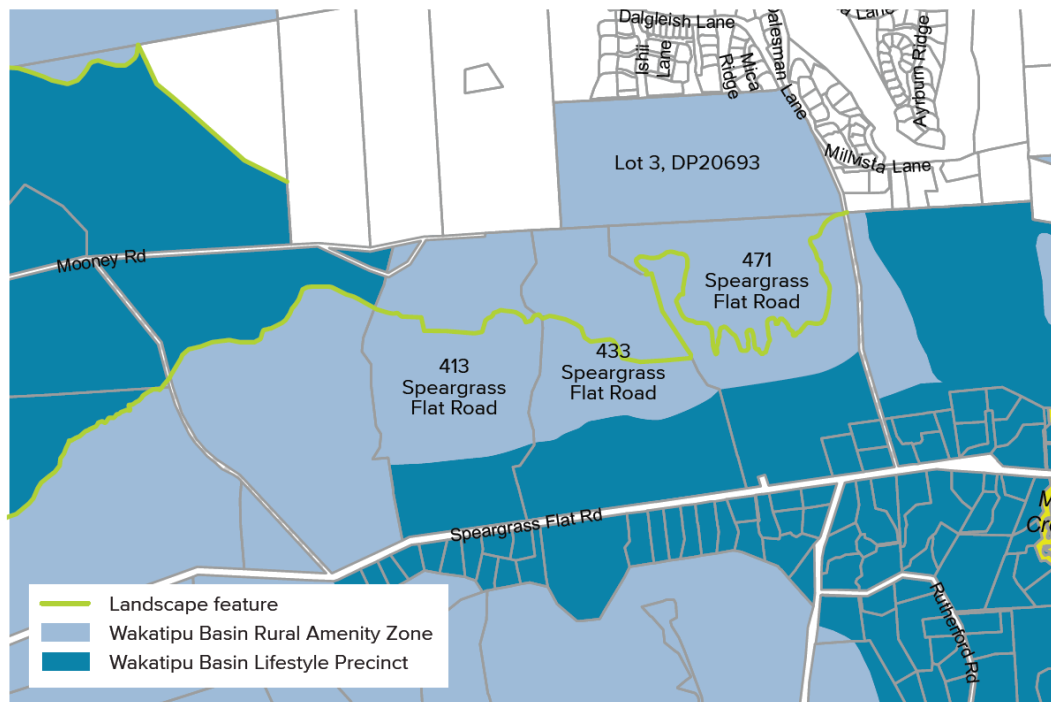 Dalgleish Lane
Ishii
Lane
Mica
Ridge
Dalesman Lane
Lane
Ayrburn Ridge
Millvista Lane
Lot 3, DP20693
Mooney Rd
471
Speargrass
Flat Road
413
Speargrass
Flat Road
433
Speargrass
Flat Road
Speargrass Flat Rd
Rutherford Rd
Landscape feature
Wakatipu Basin Rural Amenity Zone
Wakatipu Basin Lifestyle Precinct